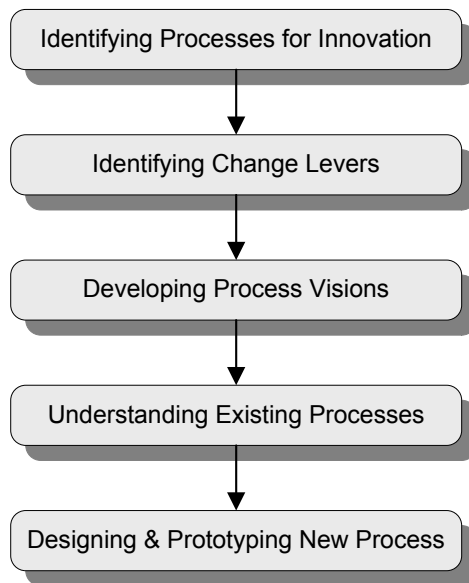 Identifying Processes for Innovation
Identifying Change Levers
Developing Process Visions
Understanding Existing Processes
Designing & Prototyping New Process